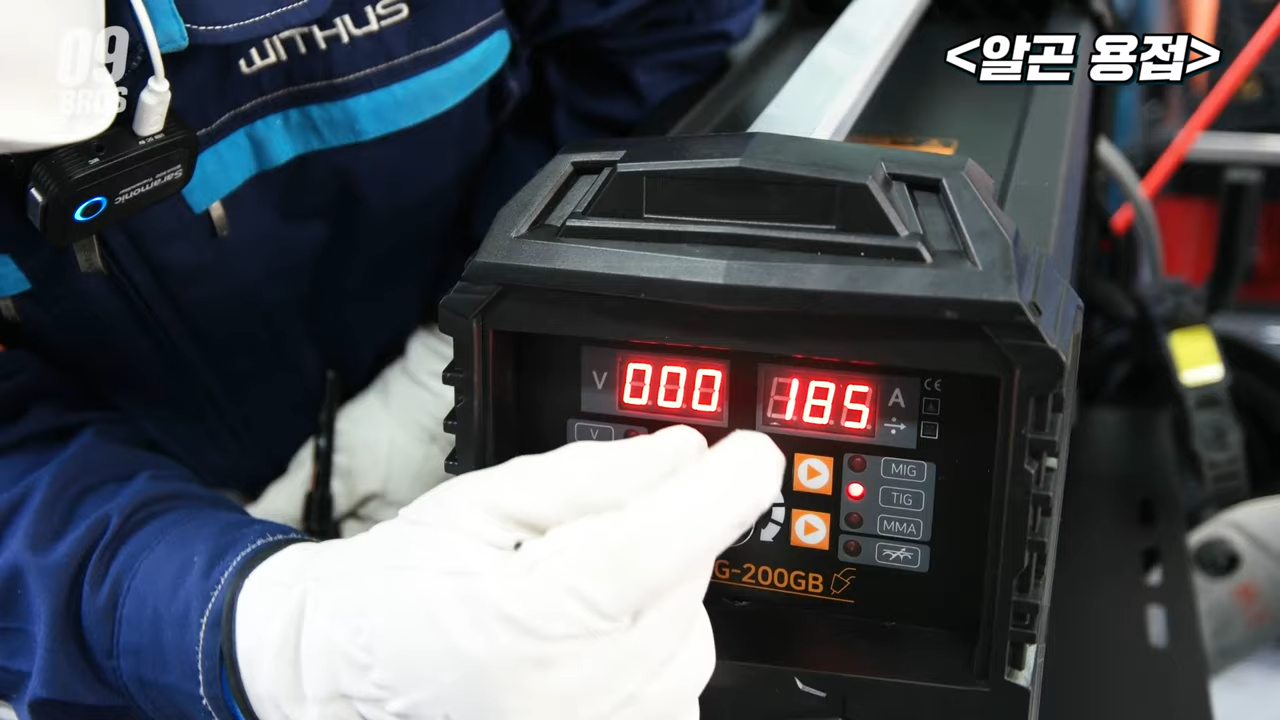 09
BROS
WITHUS
<알곤 용접>
Saramonic
V 000 185 A
CE
V
MIG
TIG
MMA
G-200GB